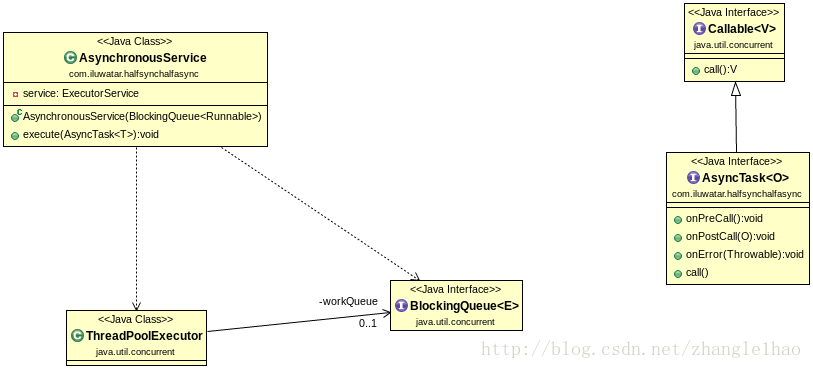 <<Java Class>>
AsynchronousService
com.iluwatar.halfsynchalfasync
service: ExecutorService
AsynchronousService(BlockingQueue<Runnable>)
execute(AsyncTask<T>):void
<<Java Interface>>
Callable<V>
java.util.concurrent
call():V
<<Java Interface>>
AsyncTask<O>
com.iluwatar.halfsynchalfasync
onPreCall():void
onPostCall(O):void
onError(Throwable):void
call()
<<Java Class>>
ThreadPoolExecutor
java.util.concurrent
-workQueue
0..1
<<Java Interface>>
BlockingQueue<E>
java.util.concurrent
http://blog.csdn.net/zhanglelhao